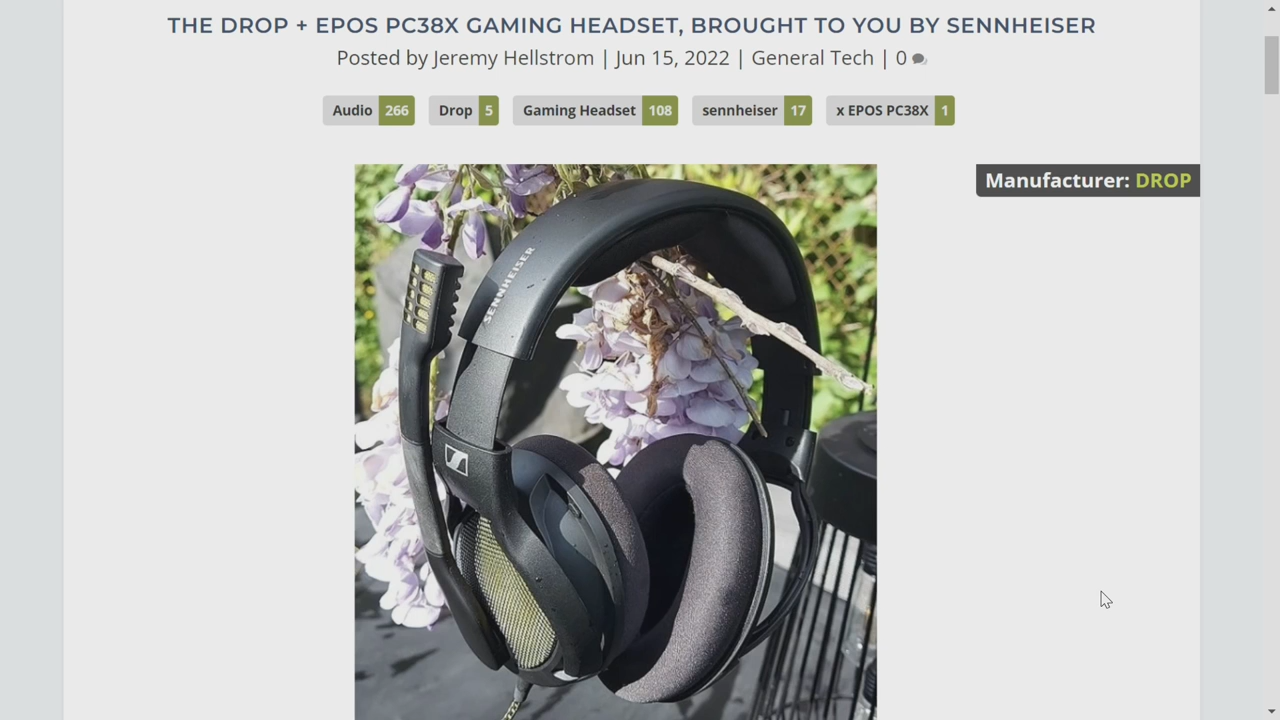 THE DROP + EPOS PC38X GAMING HEADSET, BROUGHT TO YOU BY SENNHEISER
Posted by Jeremy Hellstrom | Jun 15, 2022 | General Tech | 0
Audio 266 Drop 5 Gaming Headset 108 sennheiser 17 x EPOS PC38X 1
Manufacturer: DROP
SENNHEISER